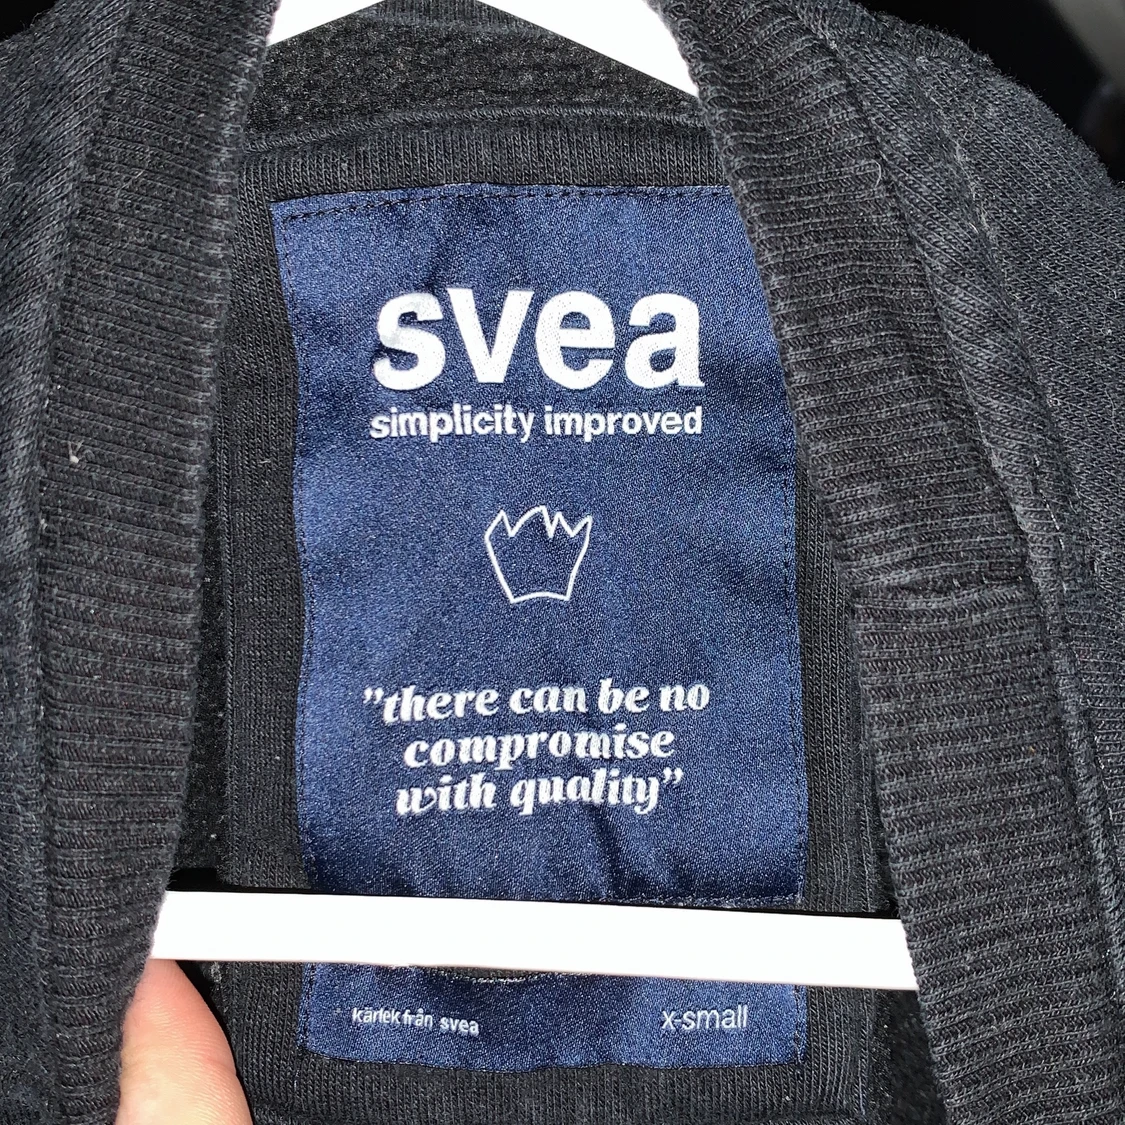 svea
simplicity improved
”there can be no
compromise
with quality”
kärlek från svea
x-small